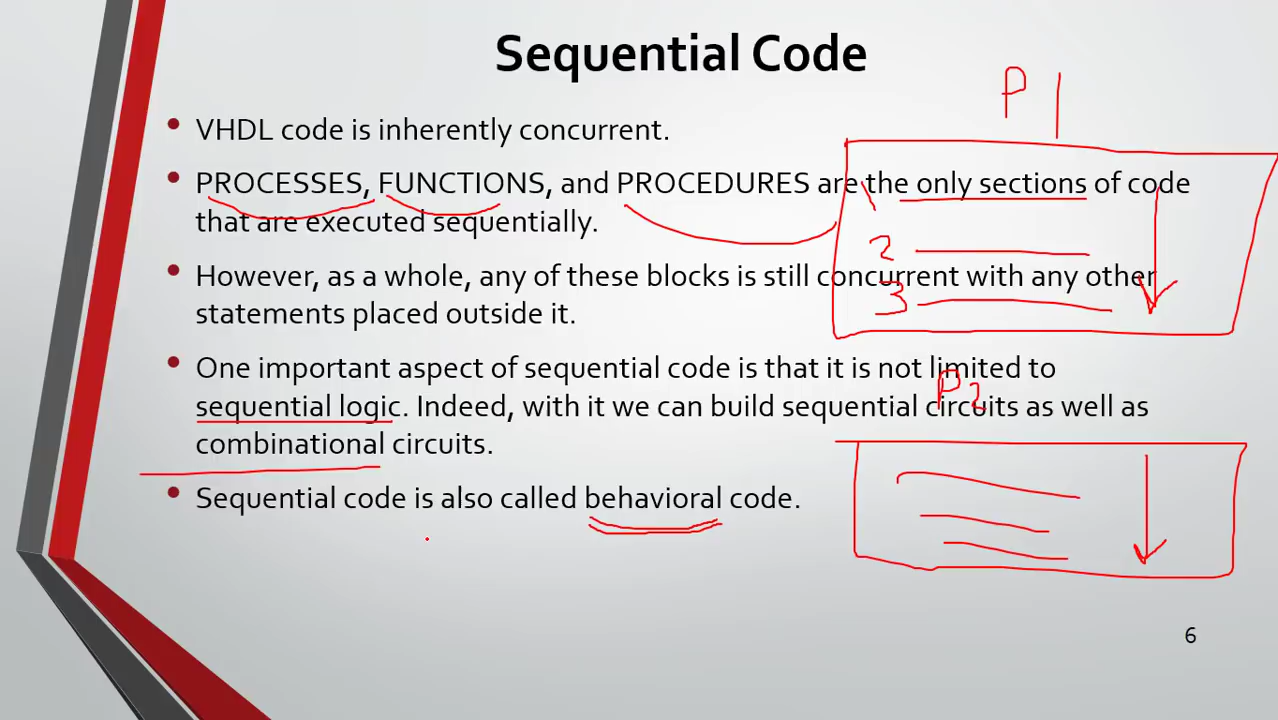 Sequential Code
P 1
• VHDL code is inherently concurrent.
• PROCESSES, FUNCTIONS, and PROCEDURES are the only sections of code
that are executed sequentially.
1
2
• However, as a whole, any of these blocks is still concurrent with any other
3
statements placed outside it.
• One important aspect of sequential code is that it is not limited to
P2
sequential logic. Indeed, with it we can build sequential circuits as well as
combinational circuits.
• Sequential code is also called behavioral code.
6